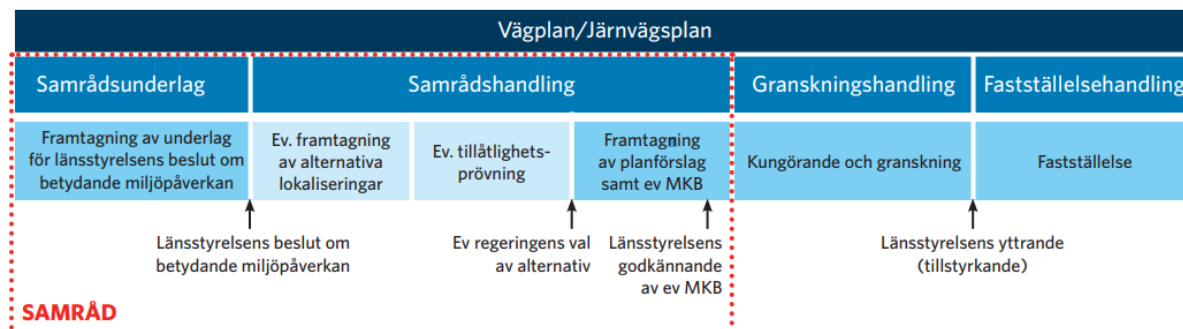 Vägplan/Järnvägsplan
Samrådsunderlag
Samrådshandling
Granskningshandling
Fastställelsehandling
Framtagning av underlag
för länsstyrelsens beslut om
betydande miljöpåverkan
Ev. framtagning
av alternativa
lokaliseringar
Ev. tillåtlighets-
prövning
Framtagning
av planförslag
samt ev MKB
Kungörande och granskning
Fastställelse
Länsstyrelsens beslut om
betydande miljöpåverkan
Ev regeringens val
av alternativ
Länsstyrelsens
godkännande
av ev MKB
Länsstyrelsens yttrande
(tillstyrkande)
SAMRÅD